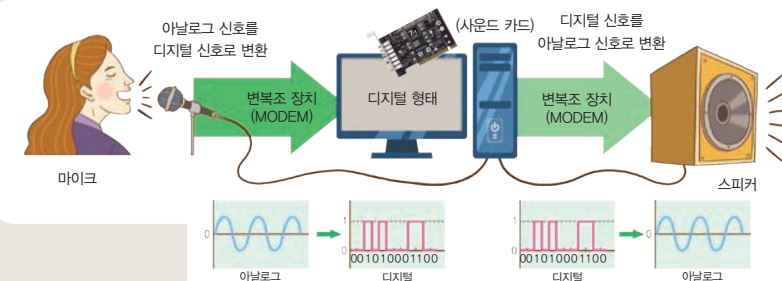 아날로그 신호를
디지털 신호로 변환
(사운드 카드)
디지털 신호를
아날로그 신호로 변환
변복조 장치
(MODEM)
디지털 형태
변복조 장치
(MODEM)
마이크
스피커
0
아날로그
1
0
0010100001100
디지털
1
0
0010100001100
디지털
0
아날로그